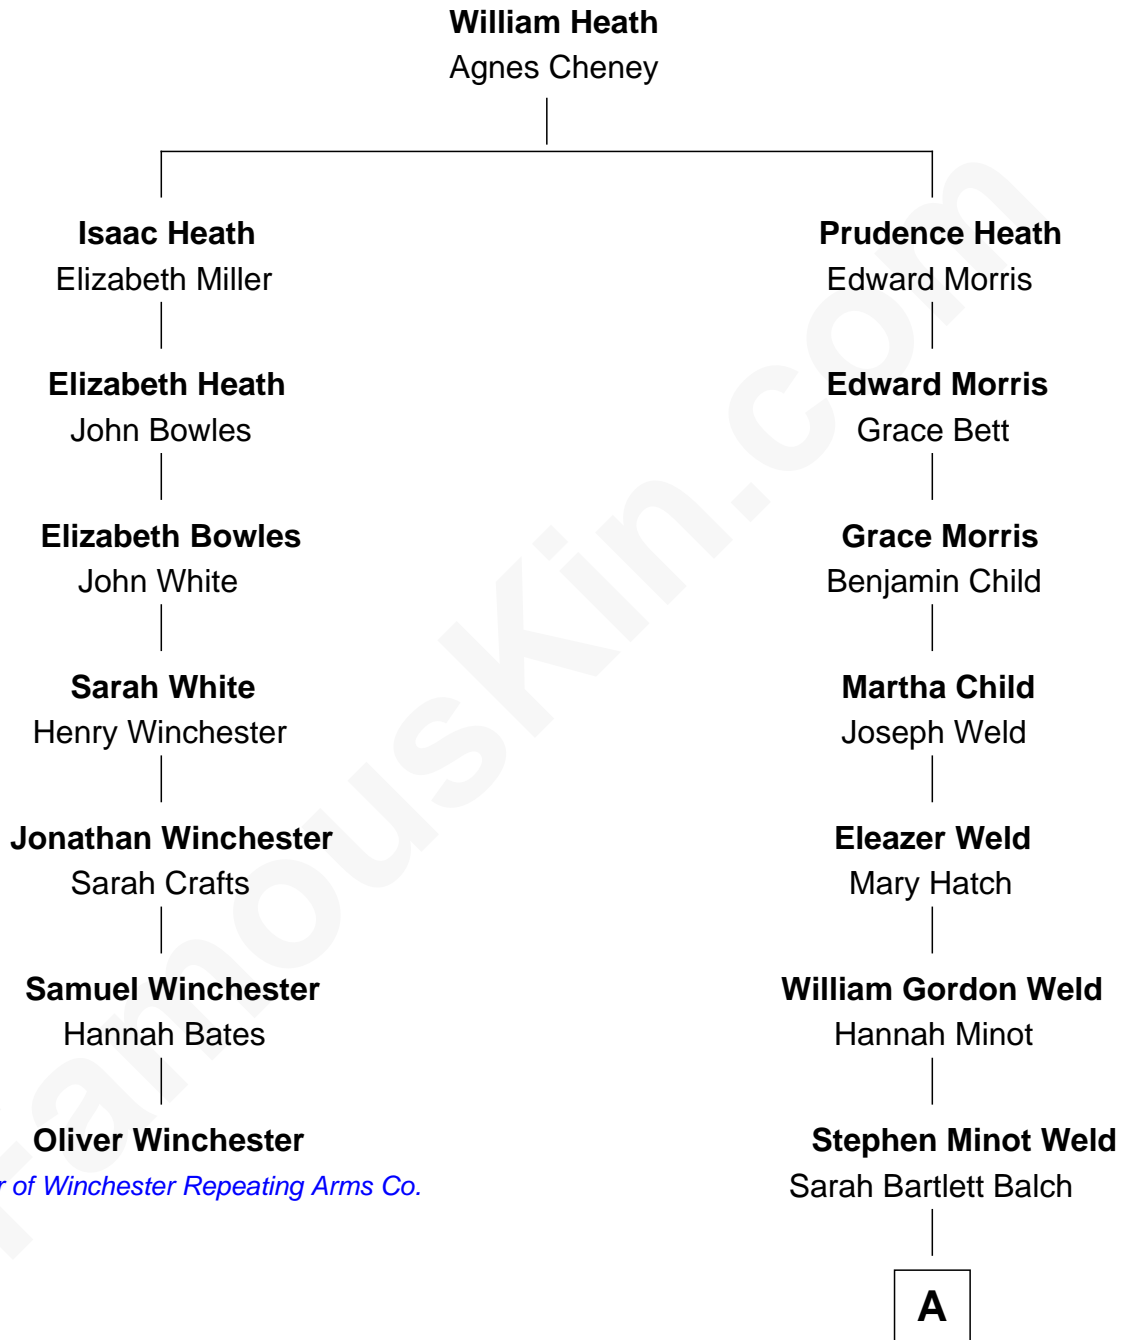 William Heath
Agnes Cheney
Isaac Heath
Elizabeth Miller
Prudence Heath
Edward Morris
Elizabeth Heath
John Bowles
Edward Morris
Grace Bett
Elizabeth Bowles
John White
Grace Morris
Benjamin Child
Sarah White
Henry Winchester
Martha Child
Joseph Weld
Jonathan Winchester
Sarah Crafts
Eleazer Weld
Mary Hatch
Samuel Winchester
Hannah Bates
William Gordon Weld
Hannah Minot
Oliver Winchester
r of Winchester Repeating Arms Co.
Stephen Minot Weld
Sarah Bartlett Balch
A
FamousKin.com